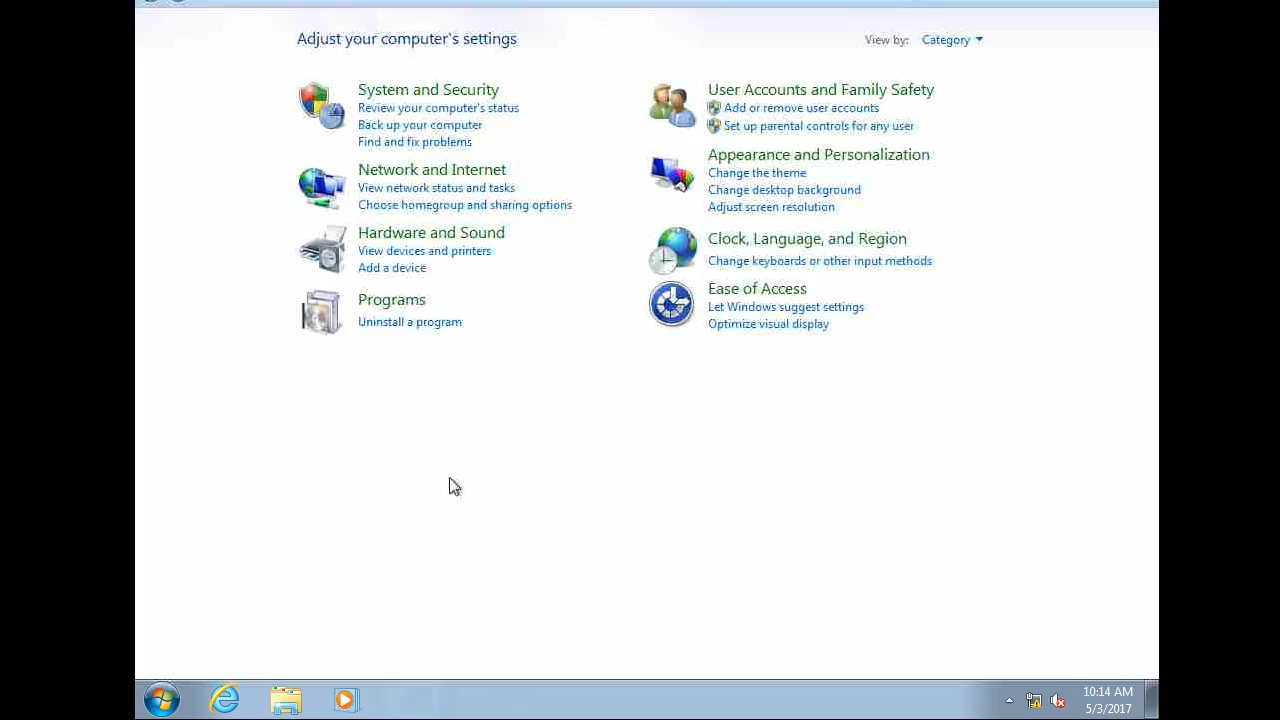 Adjust your computer's settings
View by: Category
System and Security
Review your computer's status
Back up your computer
Find and fix problems
Network and Internet
View network status and tasks
Choose homegroup and sharing options
Hardware and Sound
View devices and printers
Add a device
Programs
Uninstall a program
User Accounts and Family Safety
Add or remove user accounts
Set up parental controls for any user
Appearance and Personalization
Change the theme
Change desktop background
Adjust screen resolution
Clock, Language, and Region
Change keyboards or other input methods
Ease of Access
Let Windows suggest settings
Optimize visual display
10:14 AM
5/3/2017